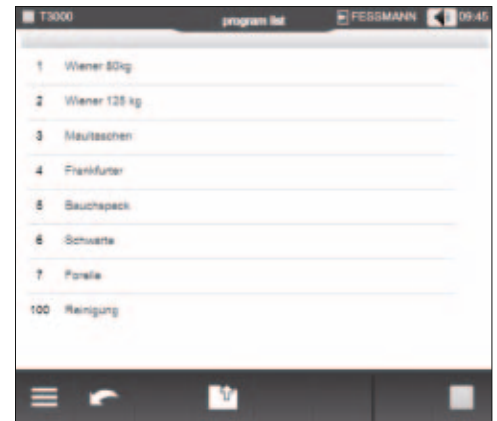 T3000 program list FESSMANN 09:45
1 Wiener 80kg
2 Wiener 125 kg
3 Maultaschen
4 Frankfurter
5 Bauchspeck
6 Schwarte
7 Forelle
100 Reinigung